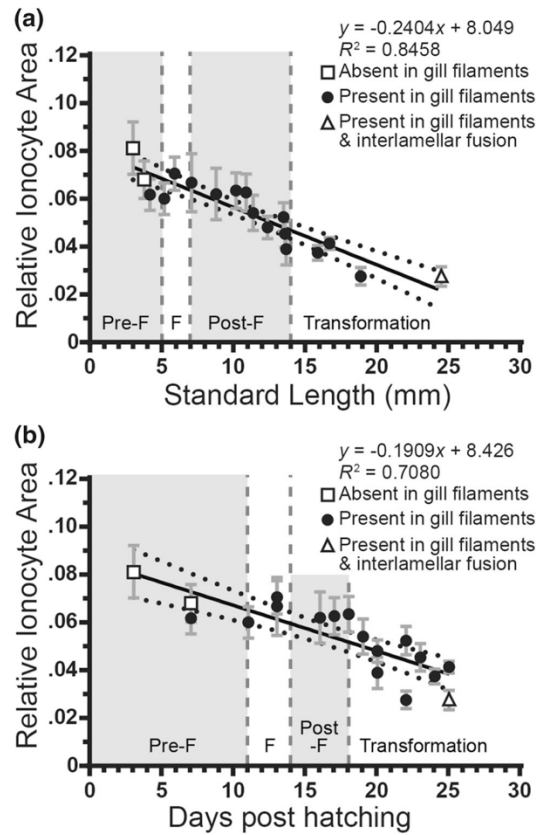 (a)
y = -0.2404x + 8.049
R² = 0.8458
Absent in gill filaments
Present in gill filaments
Present in gill filaments
& interlamellar fusion
Relative Ionocyte Area
.12
.10
.08
.06
.04
.02
0
Pre-F F Post-F Transformation
0 5 10 15 20 25 30
Standard Length (mm)
(b)
y = -0.1909x + 8.426
R² = 0.7080
Absent in gill filaments
Present in gill filaments
Present in gill filaments
& interlamellar fusion
Relative Ionocyte Area
.12
.10
.08
.06
.04
.02
0
Pre-F F Post
-F Transformation
0 5 10 15 20 25 30
Days post hatching